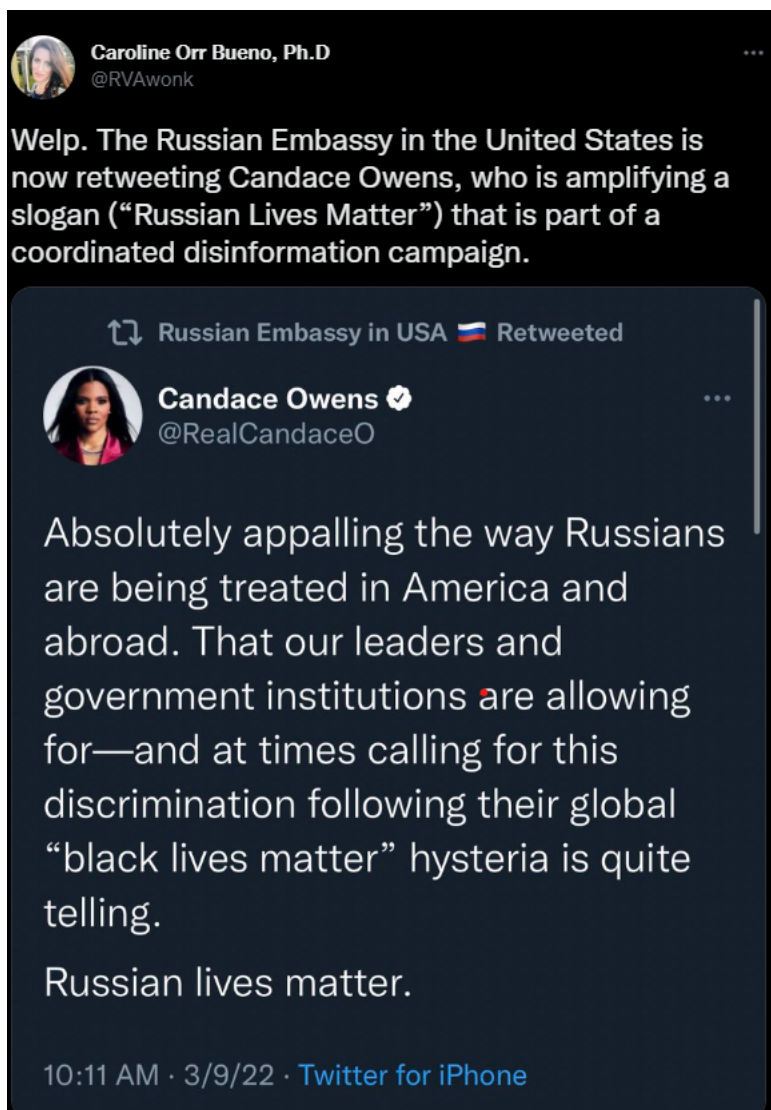 Caroline Orr Bueno, Ph.D
@RVAwonk
Welp. The Russian Embassy in the United States is
now retweeting Candace Owens, who is amplifying a
slogan (“Russian Lives Matter”) that is part of a
coordinated disinformation campaign.
Russian Embassy in USA 🇷🇺 Retweeted
Candace Owens
@RealCandaceO
Absolutely appalling the way Russians
are being treated in America and
abroad. That our leaders and
government institutions are allowing
for—and at times calling for this
discrimination following their global
“black lives matter” hysteria is quite
telling.
Russian lives matter.
10:11 AM · 3/9/22 · Twitter for iPhone